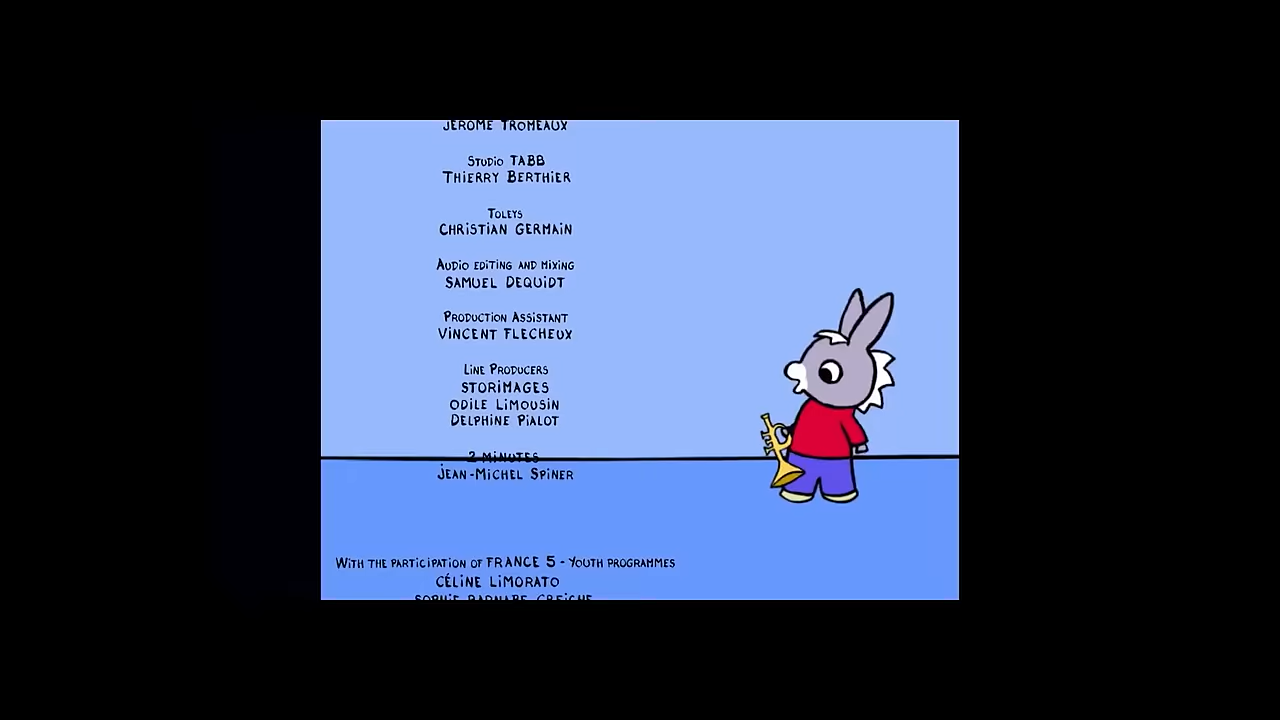 JEROME TROMEAUX
STUDiO TABB
THiERRY BERTHiER
TOLEYS
CHRiSTiAN GERMAiN
AUDiO EDiTiNG AND MiXiNG
SAMUEL DEQUiDT
PRODUCTiON ASSiSTANT
ViNCENT FLECHEUX
LiNE PRODUCERS
STORiMAGES
ODiLE LiMOUSiN
DELPHiNE PiALOT
2 MiNUTES
JEAN-MiCHEL SPiNER
WiTH THE PARTiCiPATiON OF FRANCE 5 - YOUTH PROGRAMMES
CÉLiNE LiMORATO
SOPHiE